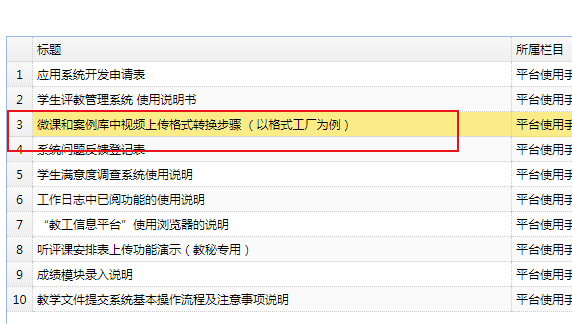 标题 所属栏目
1 应用系统开发申请表 平台使用手
2 学生评教管理系统 使用说明书 平台使用手
3 微课和案例库中视频上传格式转换步骤（以格式工厂为例） 平台使用手
4 系统问题反馈登记表 平台使用手
5 学生满意度调查系统使用说明 平台使用手
6 工作日志中已阅功能的使用说明 平台使用手
7 “教工信息平台”使用浏览器的说明 平台使用手
8 听评课安排表上传功能演示（教秘专用） 平台使用手
9 成绩模块录入说明 平台使用手
10 教学文件提交系统基本操作流程及注意事项说明 平台使用手